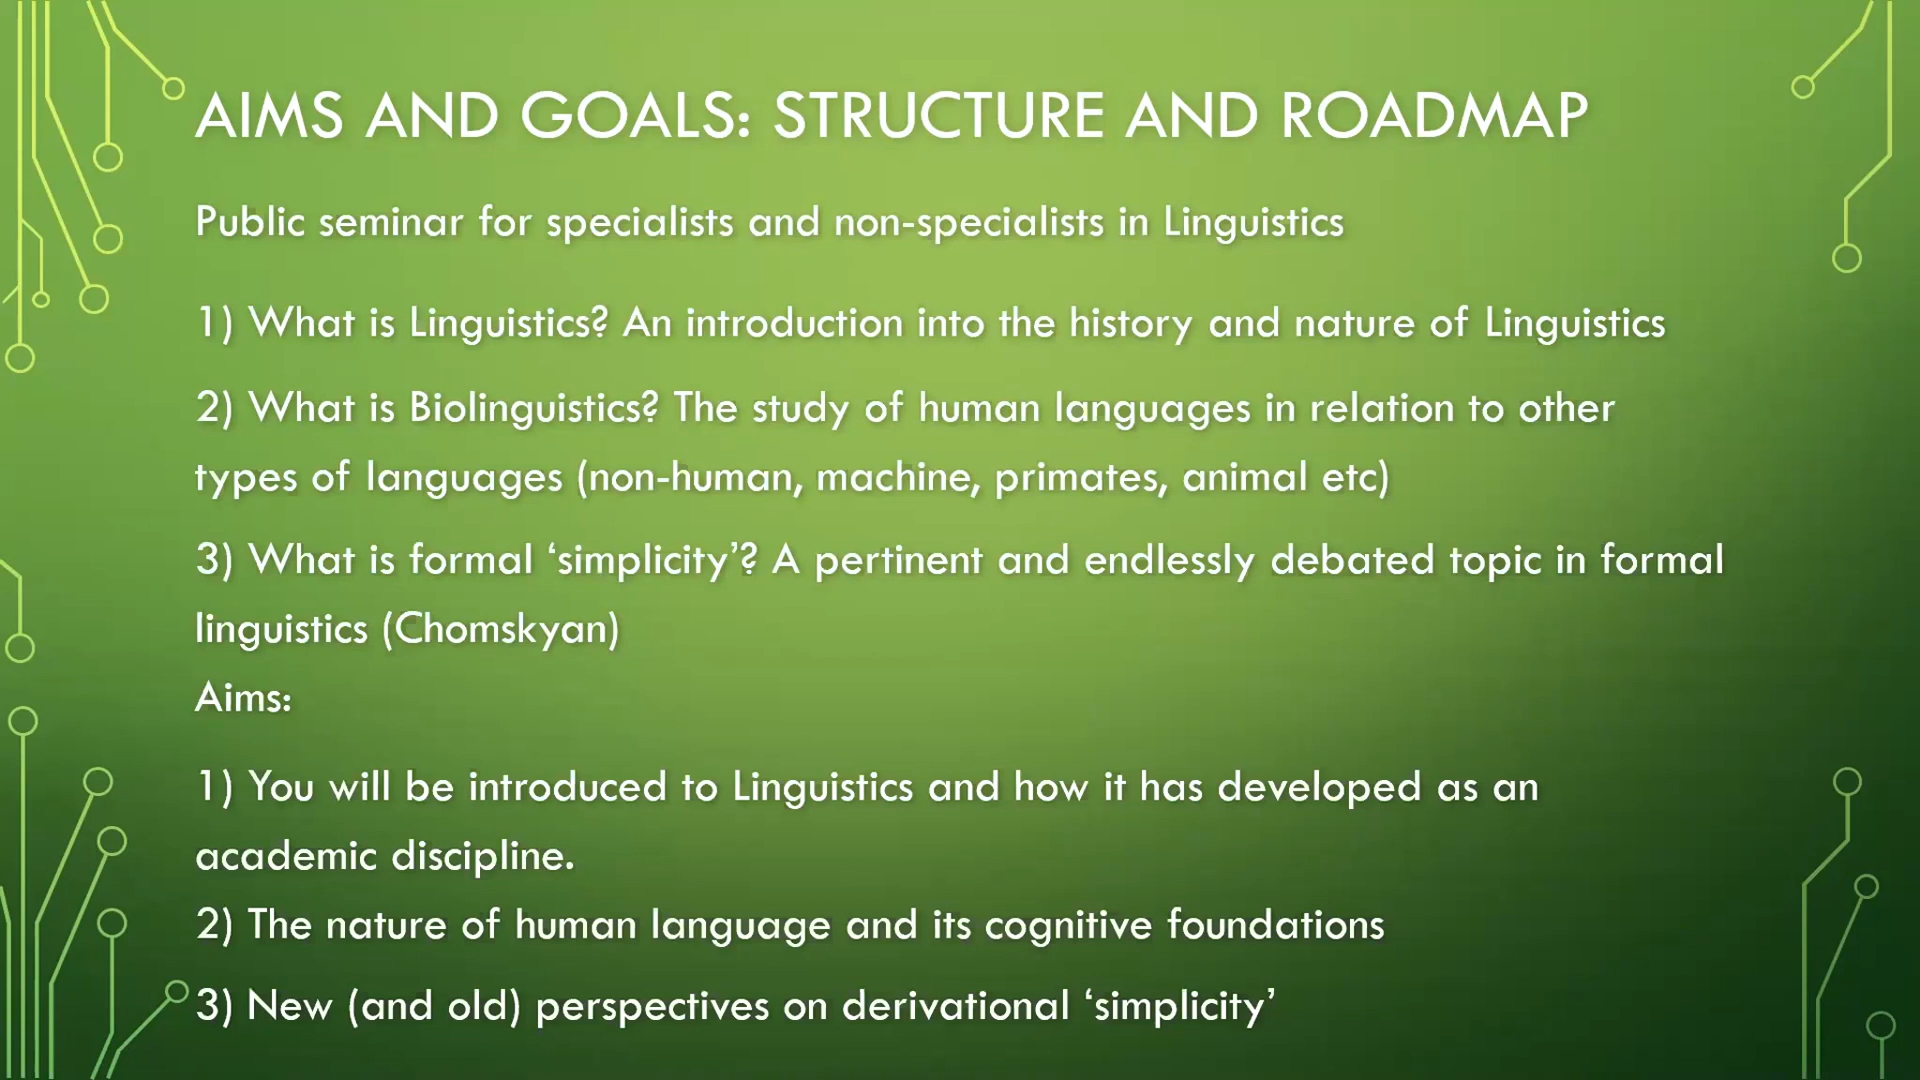 AIMS AND GOALS: STRUCTURE AND ROADMAP
Public seminar for specialists and non-specialists in Linguistics
1) What is Linguistics? An introduction into the history and nature of Linguistics
2) What is Biolinguistics? The study of human languages in relation to other
types of languages (non-human, machine, primates, animal etc)
3) What is formal ‘simplicity’? A pertinent and endlessly debated topic in formal
linguistics (Chomskyan)
Aims:
1) You will be introduced to Linguistics and how it has developed as an
academic discipline.
2) The nature of human language and its cognitive foundations
3) New (and old) perspectives on derivational ‘simplicity’